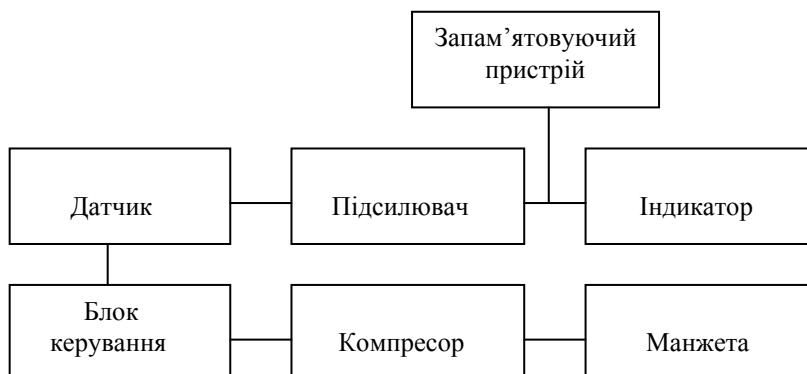 Запам’ятовуючий
пристрій
Датчик
Підсилювач
Індикатор
Блок
керування
Компресор
Манжета